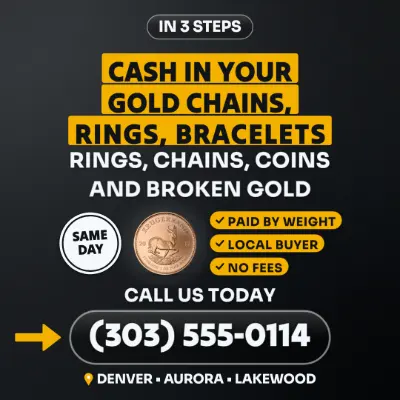 IN 3 STEPS
CASH IN YOUR
GOLD CHAINS,
RINGS, BRACELETS
RINGS, CHAINS, COINS
AND BROKEN GOLD
SAME
DAY
KRUGERRAND
✓ PAID BY WEIGHT
✓ LOCAL BUYER
✓ NO FEES
CALL US TODAY
(303) 555-0114
DENVER • AURORA • LAKEWOOD